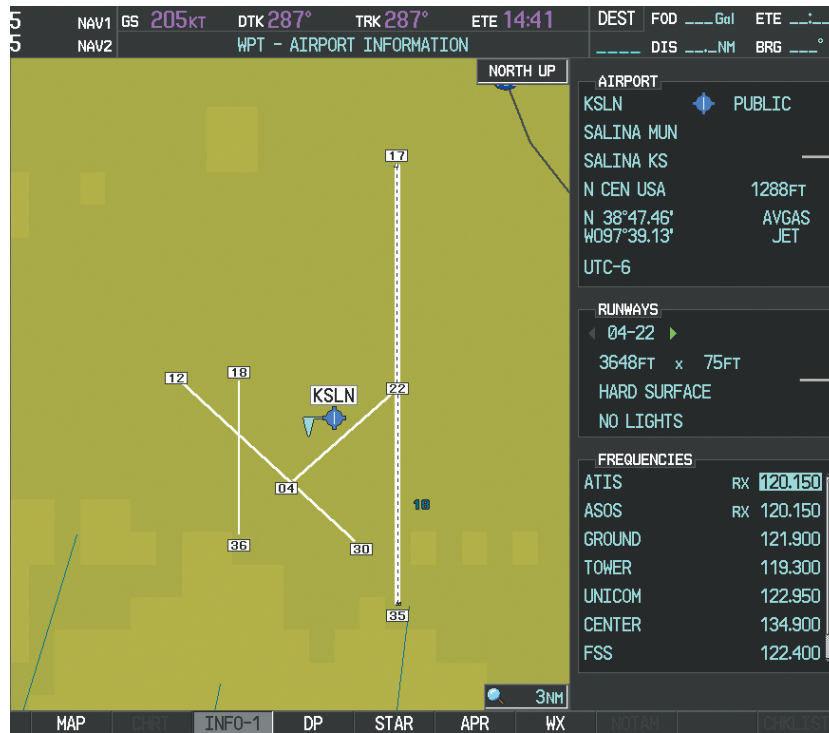 5 NAV1 GS 205KT DTK 287° TRK 287° ETE 14:41 DEST FOD ___Gal ETE __:__
5 NAV2 WPT - AIRPORT INFORMATION ____ DIS __._NM BRG ___°
NORTH UP
17
12
18
KSLN
22
04
18
36
30
35
3NM
AIRPORT
KSLN PUBLIC
SALINA MUN
SALINA KS
N CEN USA 1288FT
N 38°47.46' AVGAS
W097°39.13' JET
UTC-6
RUNWAYS
04-22
3648FT x 75FT
HARD SURFACE
NO LIGHTS
FREQUENCIES
ATIS RX 120.150
ASOS RX 120.150
GROUND 121.900
TOWER 119.300
UNICOM 122.950
CENTER 134.900
FSS 122.400
MAP CHRT INFO-1 DP STAR APR WX NOTAM CHKLIST